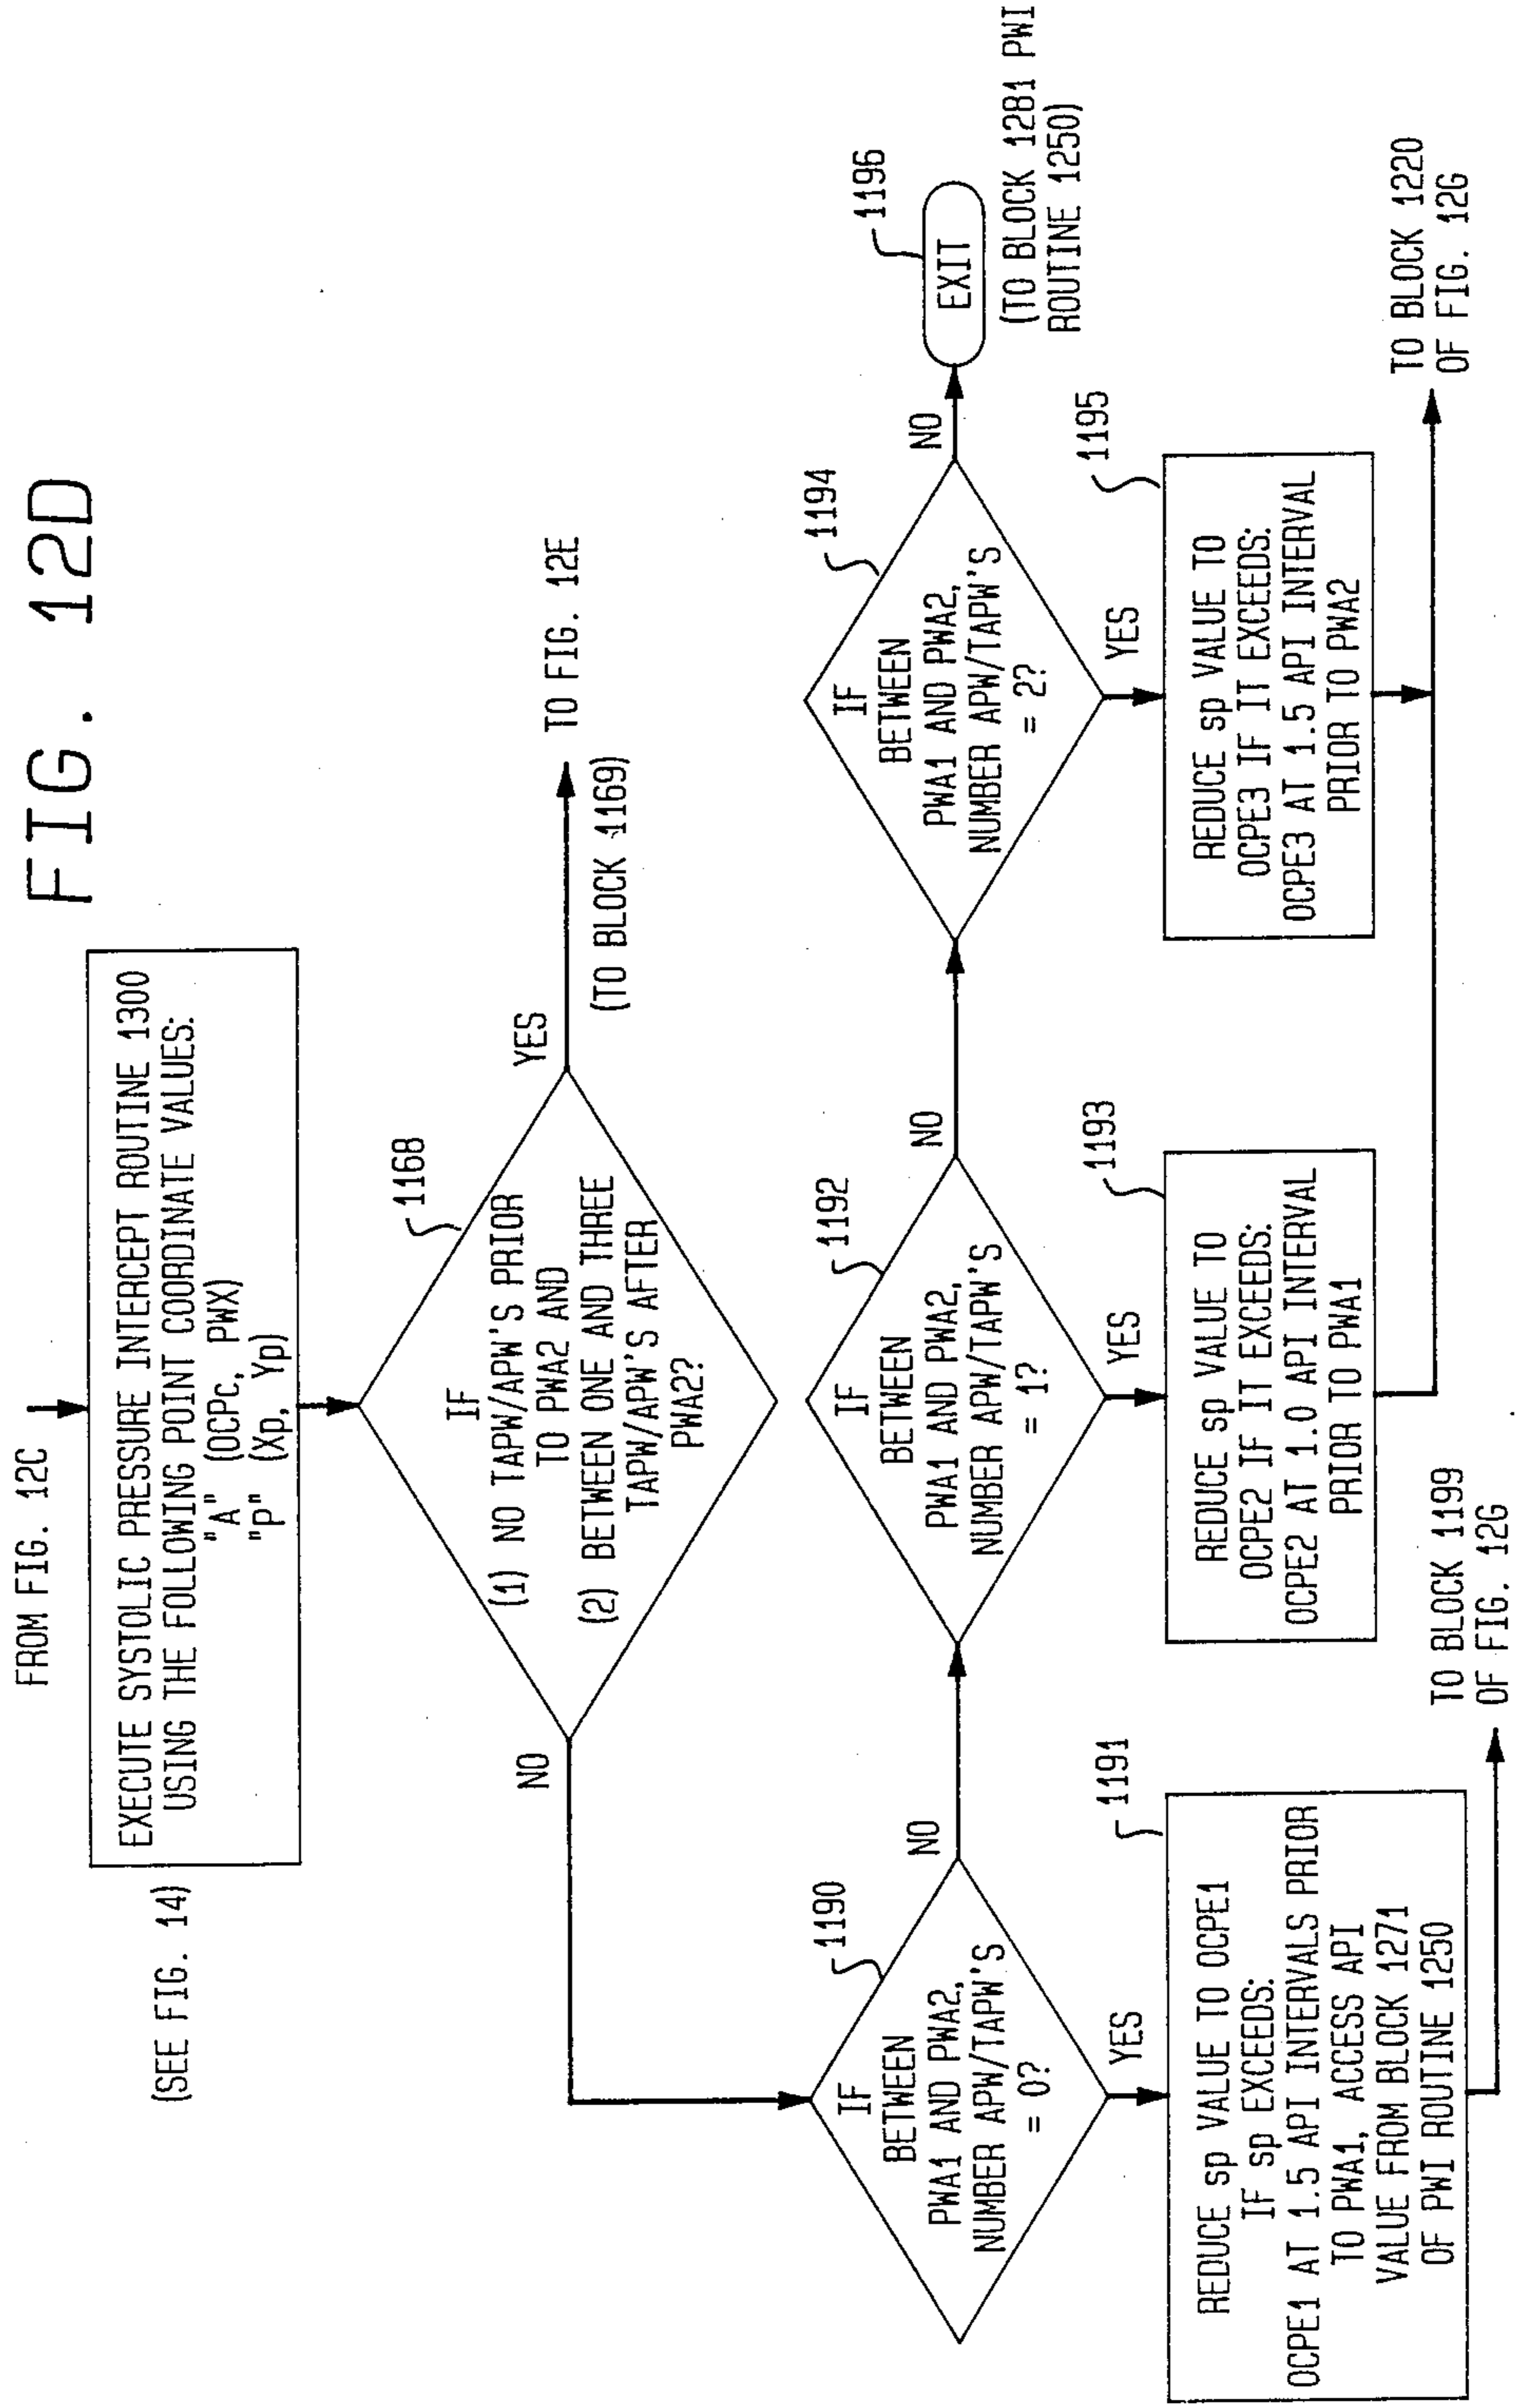 FIG. 12D
FROM FIG. 12C
EXECUTE SYSTOLIC PRESSURE INTERCEPT ROUTINE 1300
USING THE FOLLOWING POINT COORDINATE VALUES:
"A" (OCPc, PWX)
"P" (Xp, Yp)
(SEE FIG. 14)
1168
IF
(1) NO TAPW/APW'S PRIOR
TO PWA2 AND
(2) BETWEEN ONE AND THREE
TAPW/APW'S AFTER
PWA2?
YES
TO FIG. 12E
(TO BLOCK 1169)
NO
1190
IF
BETWEEN
PWA1 AND PWA2,
NUMBER APW/TAPW'S
= 0?
NO
YES
1191
REDUCE sp VALUE TO OCPE1
IF sp EXCEEDS:
OCPE1 AT 1.5 API INTERVALS PRIOR
TO PWA1, ACCESS API
VALUE FROM BLOCK 1271
OF PWI ROUTINE 1250
TO BLOCK 1199
OF FIG. 12G
1192
IF
BETWEEN
PWA1 AND PWA2,
NUMBER APW/TAPW'S
= 1?
NO
YES
1193
REDUCE sp VALUE TO
OCPE2 IF IT EXCEEDS:
OCPE2 AT 1.0 API INTERVAL
PRIOR TO PWA1
1194
IF
BETWEEN
PWA1 AND PWA2,
NUMBER APW/TAPW'S
= 2?
NO
YES
1195
REDUCE sp VALUE TO
OCPE3 IF IT EXCEEDS:
OCPE3 AT 1.5 API INTERVAL
PRIOR TO PWA2
TO BLOCK 1220
OF FIG. 12G
1196
EXIT
(TO BLOCK 1281 PWI
ROUTINE 1250)